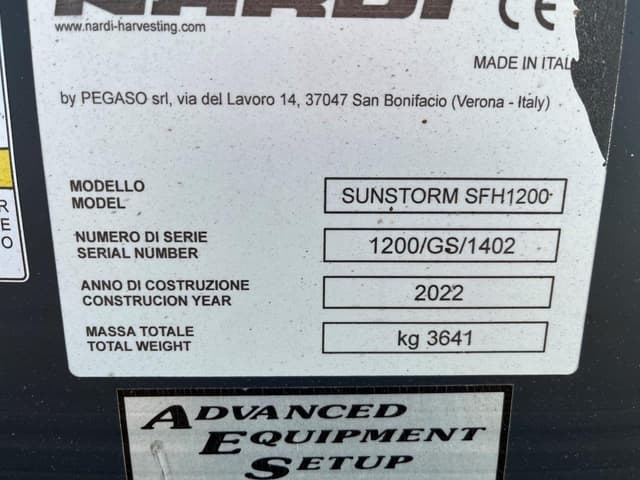 NARDI CE
www.nardi-harvesting.com
MADE IN ITAL
by PEGASO srl, via del Lavoro 14, 37047 San Bonifacio (Verona - Italy)
MODELLO
MODEL
SUNSTORM SFH1200
NUMERO DI SERIE
SERIAL NUMBER
1200/GS/1402
ANNO DI COSTRUZIONE
CONSTRUCION YEAR
2022
MASSA TOTALE
TOTAL WEIGHT
kg 3641
R
E
O
ADVANCED
EQUIPMENT
SETUP